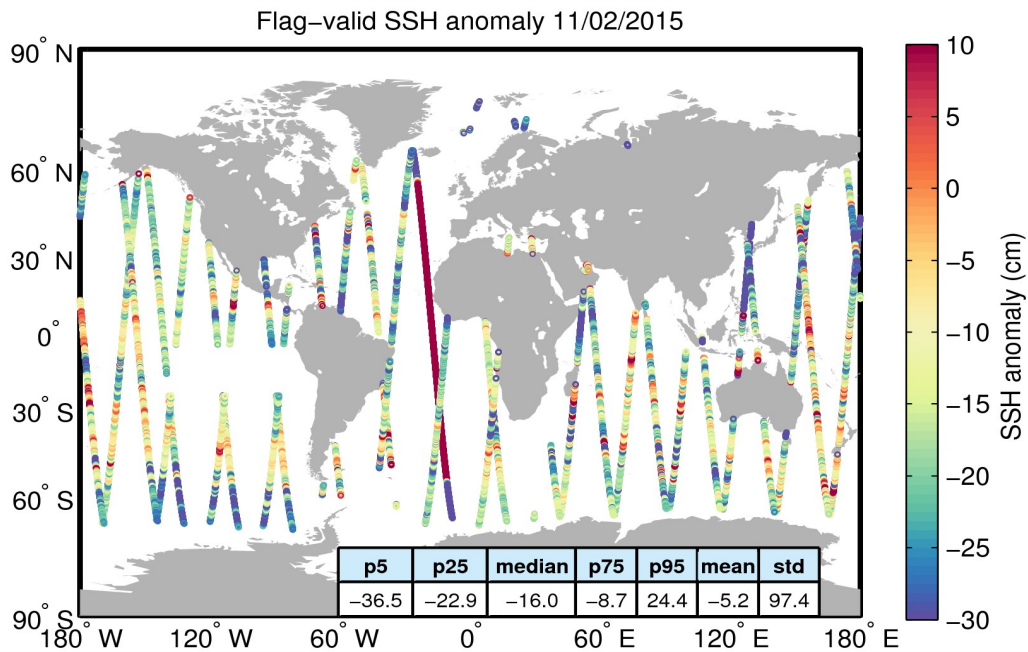 Flag−valid SSH anomaly 11/02/2015
90° N
60° N
30° N
0°
30° S
60° S
90° S
180° W
120° W
60° W
0°
60° E
120° E
180° E
p5 p25 median p75 p95 mean std
−36.5 −22.9 −16.0 −8.7 24.4 −5.2 97.4
10
5
0
−5
−10
−15
−20
−25
−30
SSH anomaly (cm)